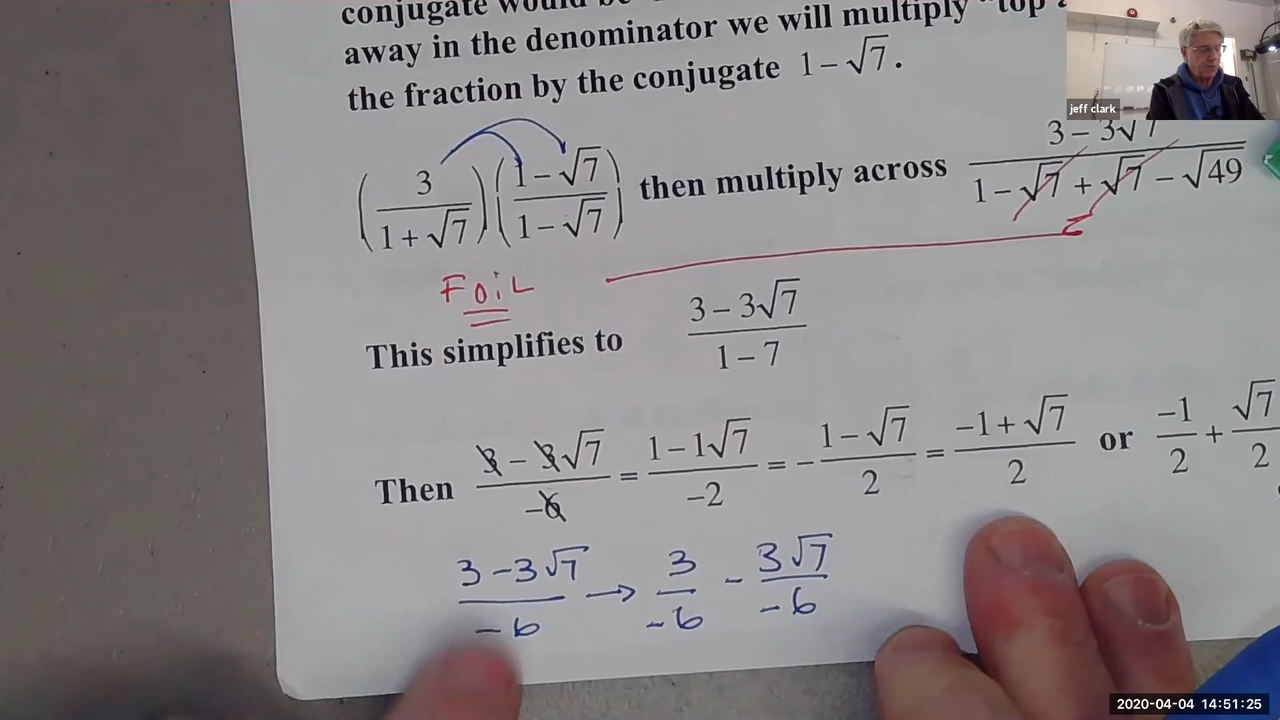 conjugate would be
away in the denominator we will multiply "top
the fraction by the conjugate 1 − √7.
jeff clark
(3/(1 + √7))((1 − √7)/(1 − √7)) then multiply across (3 − 3√7)/(1 − √7 + √7 − √49)
FOiL
This simplifies to (3 − 3√7)/(1 − 7)
Then (3 − 3√7)/−6 = (1 − 1√7)/−2 = −(1 − √7)/2 = (−1 + √7)/2 or −1/2 + √7/2
(3 − 3√7)/−6 → 3/−6 − 3√7/−6
2020-04-04 14:51:25